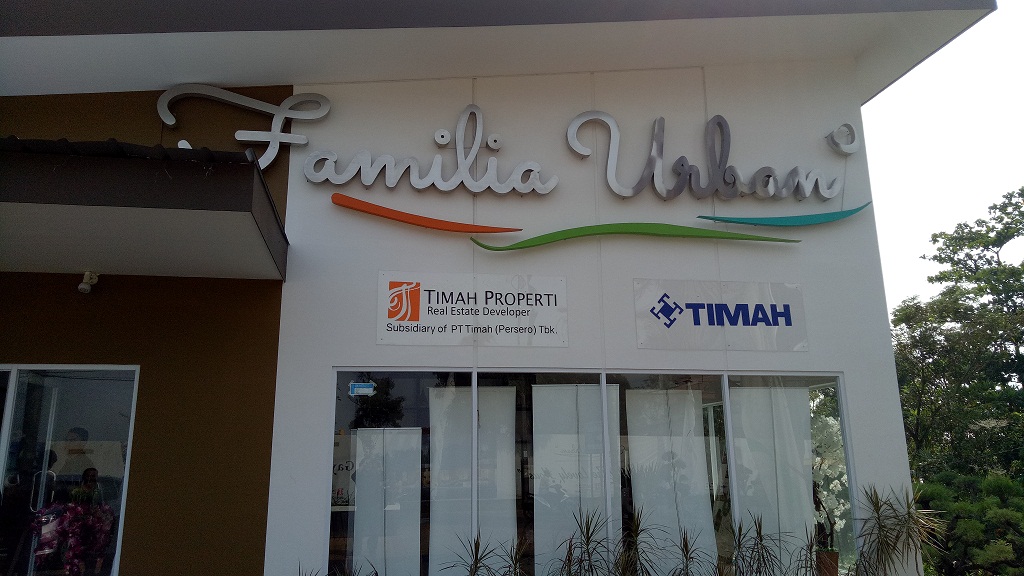 Familia Urban
TIMAH PROPERTI
Real Estate Developer
Subsidiary of PT Timah (Persero) Tbk.
TIMAH